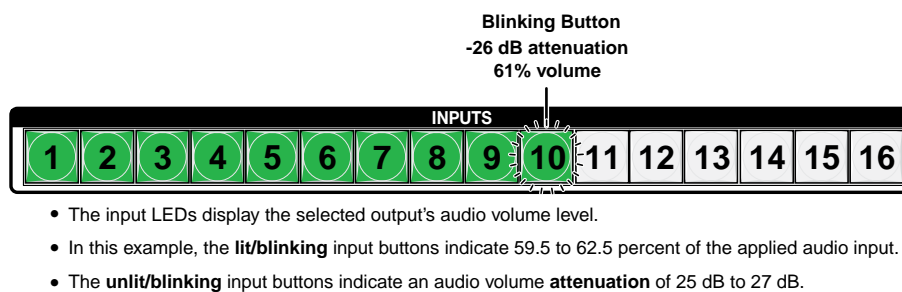 Blinking Button
-26 dB attenuation
61% volume
INPUTS
1 2 3 4 5 6 7 8 9 10 11 12 13 14 15 16
• The input LEDs display the selected output's audio volume level.
• In this example, the lit/blinking input buttons indicate 59.5 to 62.5 percent of the applied audio input.
• The unlit/blinking input buttons indicate an audio volume attenuation of 25 dB to 27 dB.